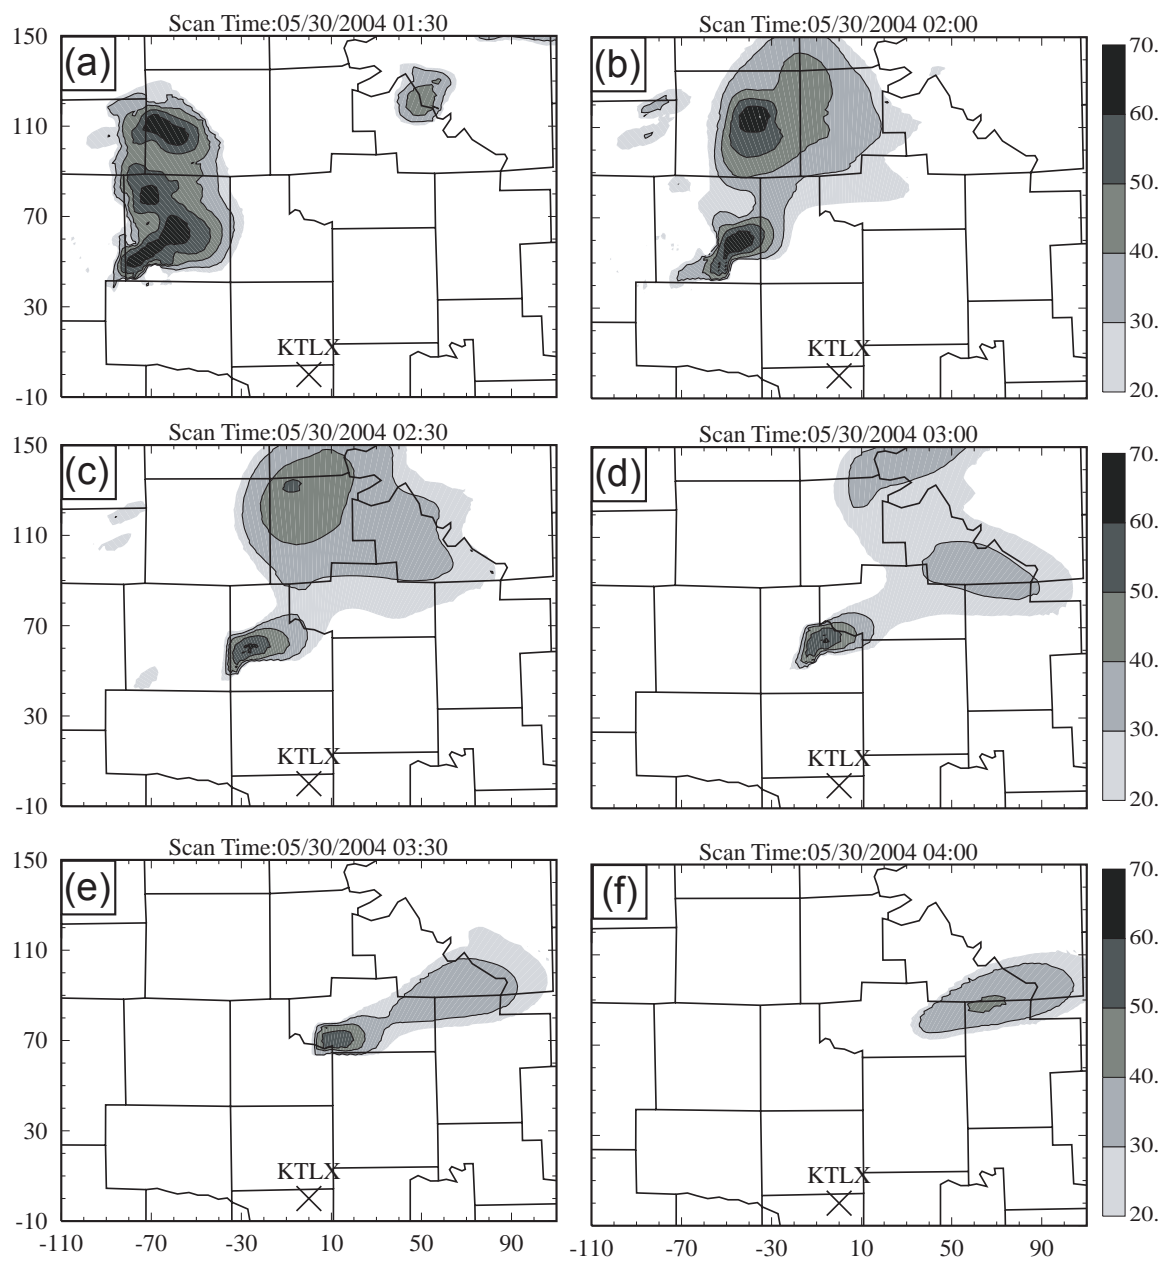 Scan Time:05/30/2004 01:30
Scan Time:05/30/2004 02:00
150
(a)
(b)
70.
110
60.
50.
70
40.
30
30.
KTLX
KTLX
-10
20.
Scan Time:05/30/2004 02:30
Scan Time:05/30/2004 03:00
150
(c)
(d)
70.
60.
110
50.
70
40.
30
30.
KTLX
KTLX
-10
20.
Scan Time:05/30/2004 03:30
Scan Time:05/30/2004 04:00
150
(e)
(f)
70.
110
60.
50.
70
40.
30
30.
KTLX
KTLX
-10
20.
-110 -70 -30 10 50 90 -110 -70 -30 10 50 90